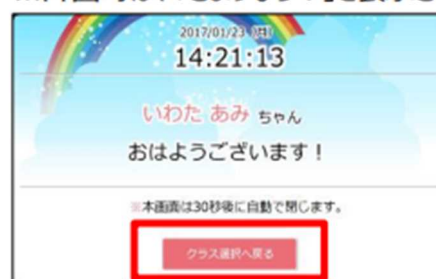 2017/01/23 (月)
14:21:13
いわた あみ ちゃん
おはようございます！
※本画面は30秒後に自動で閉じます。
クラス選択へ戻る